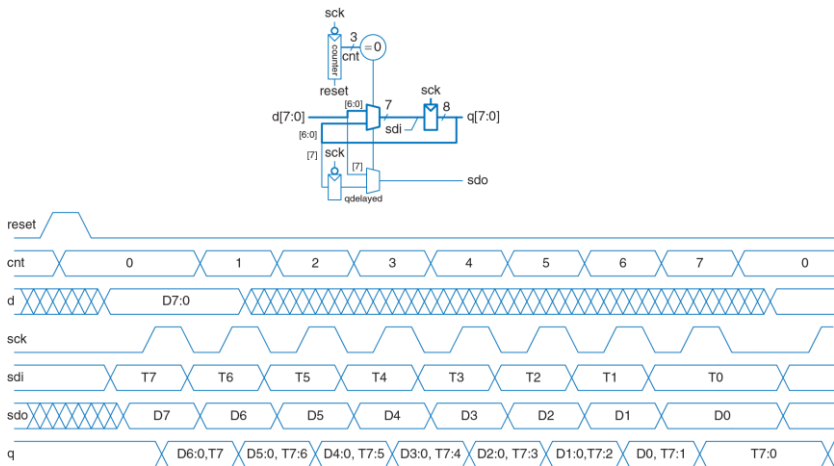 sck
3
=0
counter
cnt
reset
sck
[6:0]
7
8
d[7:0]
q[7:0]
sdi
[6:0]
[7]
sck
[7]
sdo
qdelayed
reset
cnt 0 1 2 3 4 5 6 7 0
d D7:0
sck
sdi T7 T6 T5 T4 T3 T2 T1 T0
sdo D7 D6 D5 D4 D3 D2 D1 D0
q D6:0,T7 D5:0, T7:6 D4:0, T7:5 D3:0, T7:4 D2:0, T7:3 D1:0,T7:2 D0, T7:1 T7:0